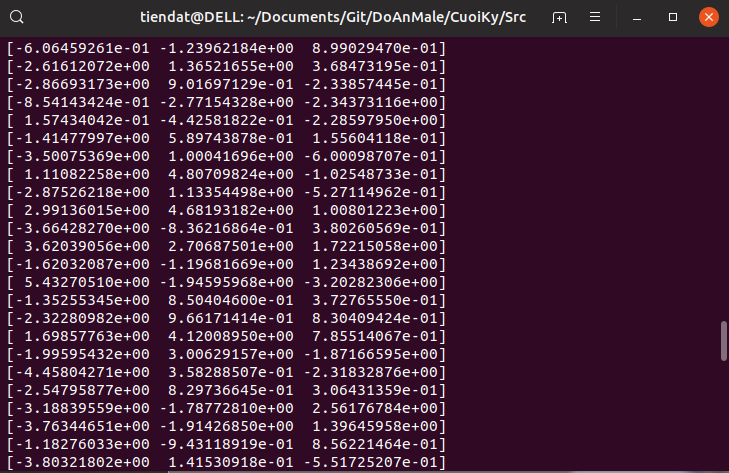 tiendat@DELL: ~/Documents/Git/DoAnMale/CuoiKy/Src
[-6.06459261e-01 -1.23962184e+00  8.99029470e-01]
[-2.61612072e+00  1.36521655e+00  3.68473195e-01]
[-2.86693173e+00  9.01697129e-01 -2.33857445e-01]
[-8.54143424e-01 -2.77154328e+00 -2.34373116e+00]
[ 1.57434042e-01 -4.42581822e-01 -2.28597950e+00]
[-1.41477997e+00  5.89743878e-01  1.55604118e-01]
[-3.50075369e+00  1.00041696e+00 -6.00098707e-01]
[ 1.11082258e+00  4.80709824e+00 -1.02548733e-01]
[-2.87526218e+00  1.13354498e+00 -5.27114962e-01]
[ 2.99136015e+00  4.68193182e+00  1.00801223e+00]
[-3.66428270e+00 -8.36216864e-01  3.80260569e-01]
[ 3.62039056e+00  2.70687501e+00  1.72215058e+00]
[-1.62032087e+00 -1.19681669e+00  1.23438692e+00]
[ 5.43270510e+00 -1.94595968e+00 -3.20282306e+00]
[-1.35255345e+00  8.50404600e-01  3.72765550e-01]
[-2.32280982e+00  9.66171414e-01  8.30409424e-01]
[ 1.69857763e+00  4.12008950e+00  7.85514067e-01]
[-1.99595432e+00  3.00629157e+00 -1.87166595e+00]
[-4.45804271e+00  3.58288507e-01 -2.31832876e-01]
[-2.54795877e+00  8.29736645e-01  3.06431359e-01]
[-3.18839559e+00 -1.78772810e+00  2.56176784e+00]
[-3.76344651e+00 -1.91426850e+00  1.39645958e+00]
[-1.18276033e+00 -9.43118919e-01  8.56221464e-01]
[-3.80321802e+00  1.41530918e-01 -5.51725207e-01]